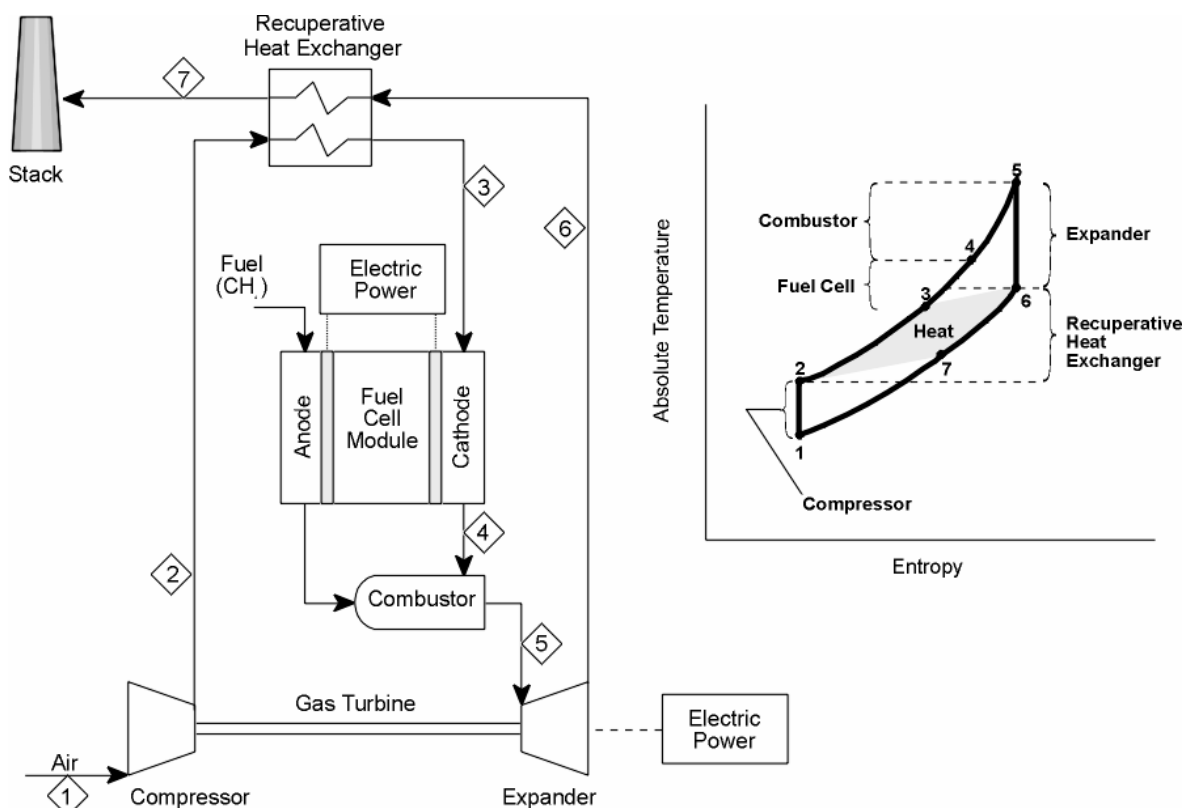 Recuperative
Heat Exchanger
7
Stack
3
6
Fuel
(CH4)
Electric
Power
Anode
Fuel
Cell
Module
Cathode
4
2
Combustor
5
Gas Turbine
Electric
Power
Air
1
Compressor
Expander
5
Combustor
4
Expander
Fuel Cell
3
6
Heat
Recuperative
Heat
Exchanger
2
7
1
Compressor
Absolute Temperature
Entropy